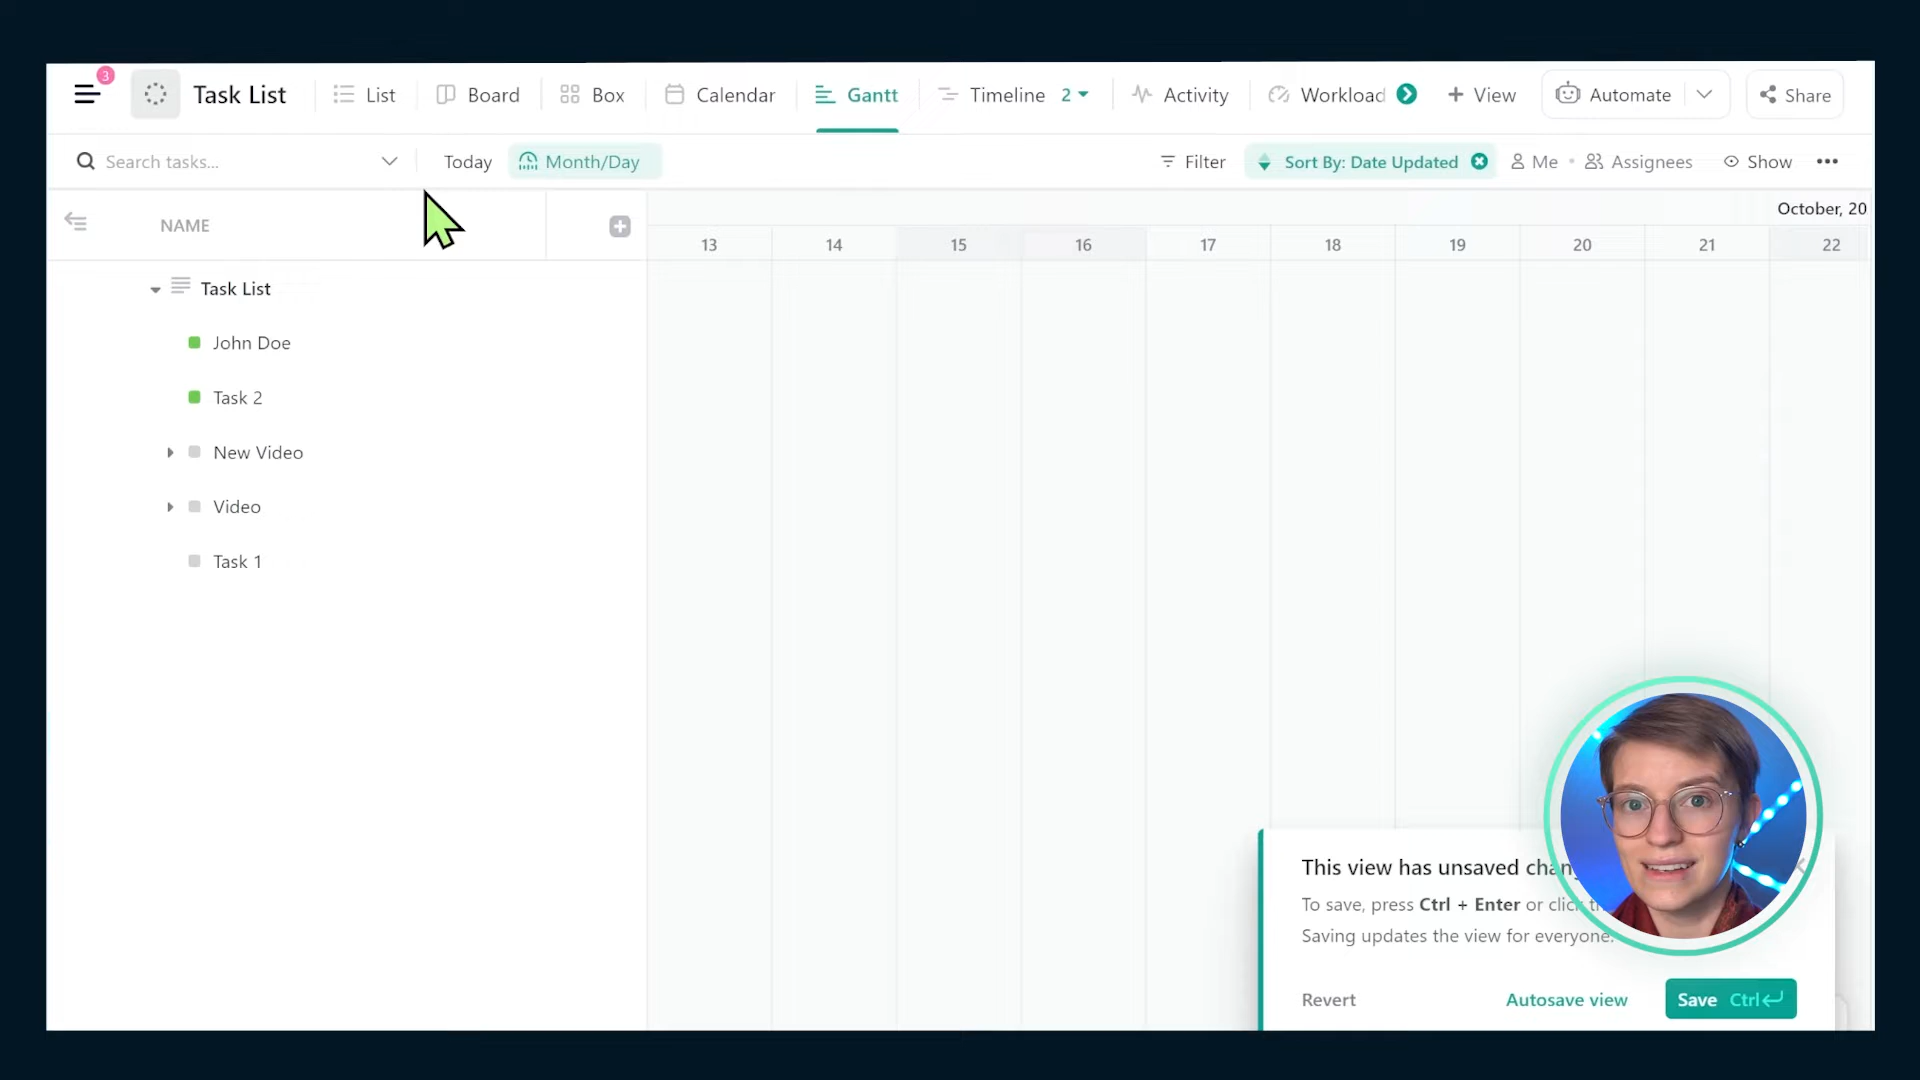 3
Task List
List
Board
Box
Calendar
Gantt
Timeline 2
Activity
Workload
+ View
Automate
Share
Search tasks...
Today
Month/Day
Filter
Sort By: Date Updated
Me
Assignees
Show
NAME
October, 20
13 14 15 16 17 18 19 20 21 22
Task List
John Doe
Task 2
New Video
Video
Task 1
This view has unsaved
To save, press Ctrl + Enter or click
Saving updates the view for everyone.
Revert
Autosave view
Save Ctrl